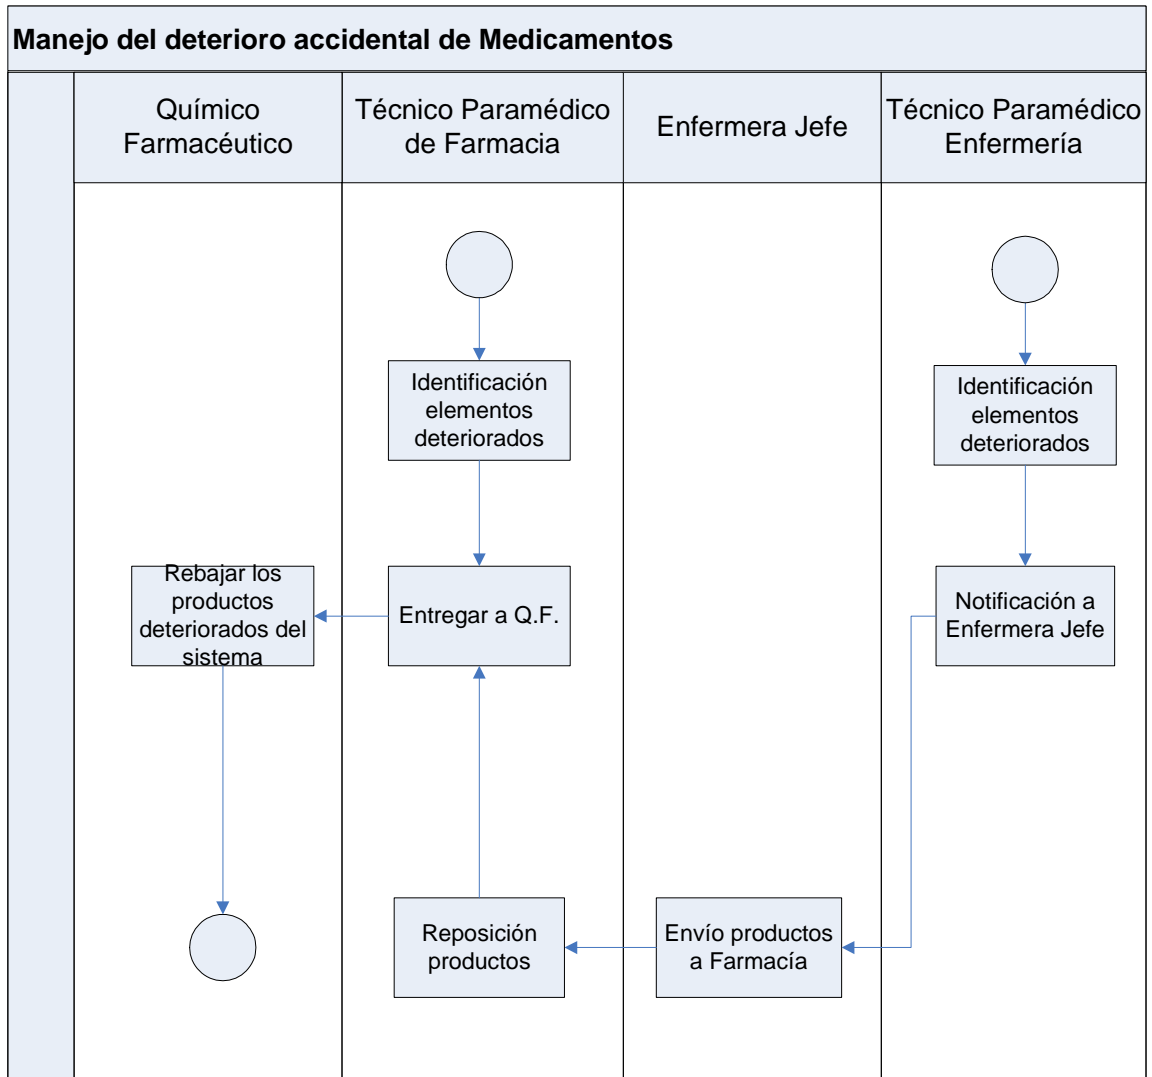 Manejo del deterioro accidental de Medicamentos
Químico
Farmacéutico
Técnico Paramédico
de Farmacia
Enfermera Jefe
Técnico Paramédico
Enfermería
Identificación
elementos
deteriorados
Identificación
elementos
deteriorados
Rebajar los
productos
deteriorados del
sistema
Entregar a Q.F.
Notificación a
Enfermera Jefe
Reposición
productos
Envío productos
a Farmacía